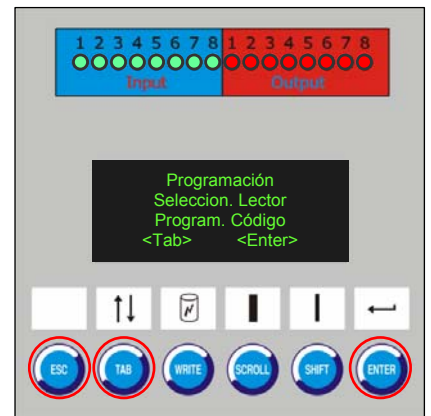 1 2 3 4 5 6 7 8 1 2 3 4 5 6 7 8
Input Output
Programación
Seleccion. Lector
Program. Código
<Tab> <Enter>
ESC TAB WRITE SCROLL SHIFT ENTER